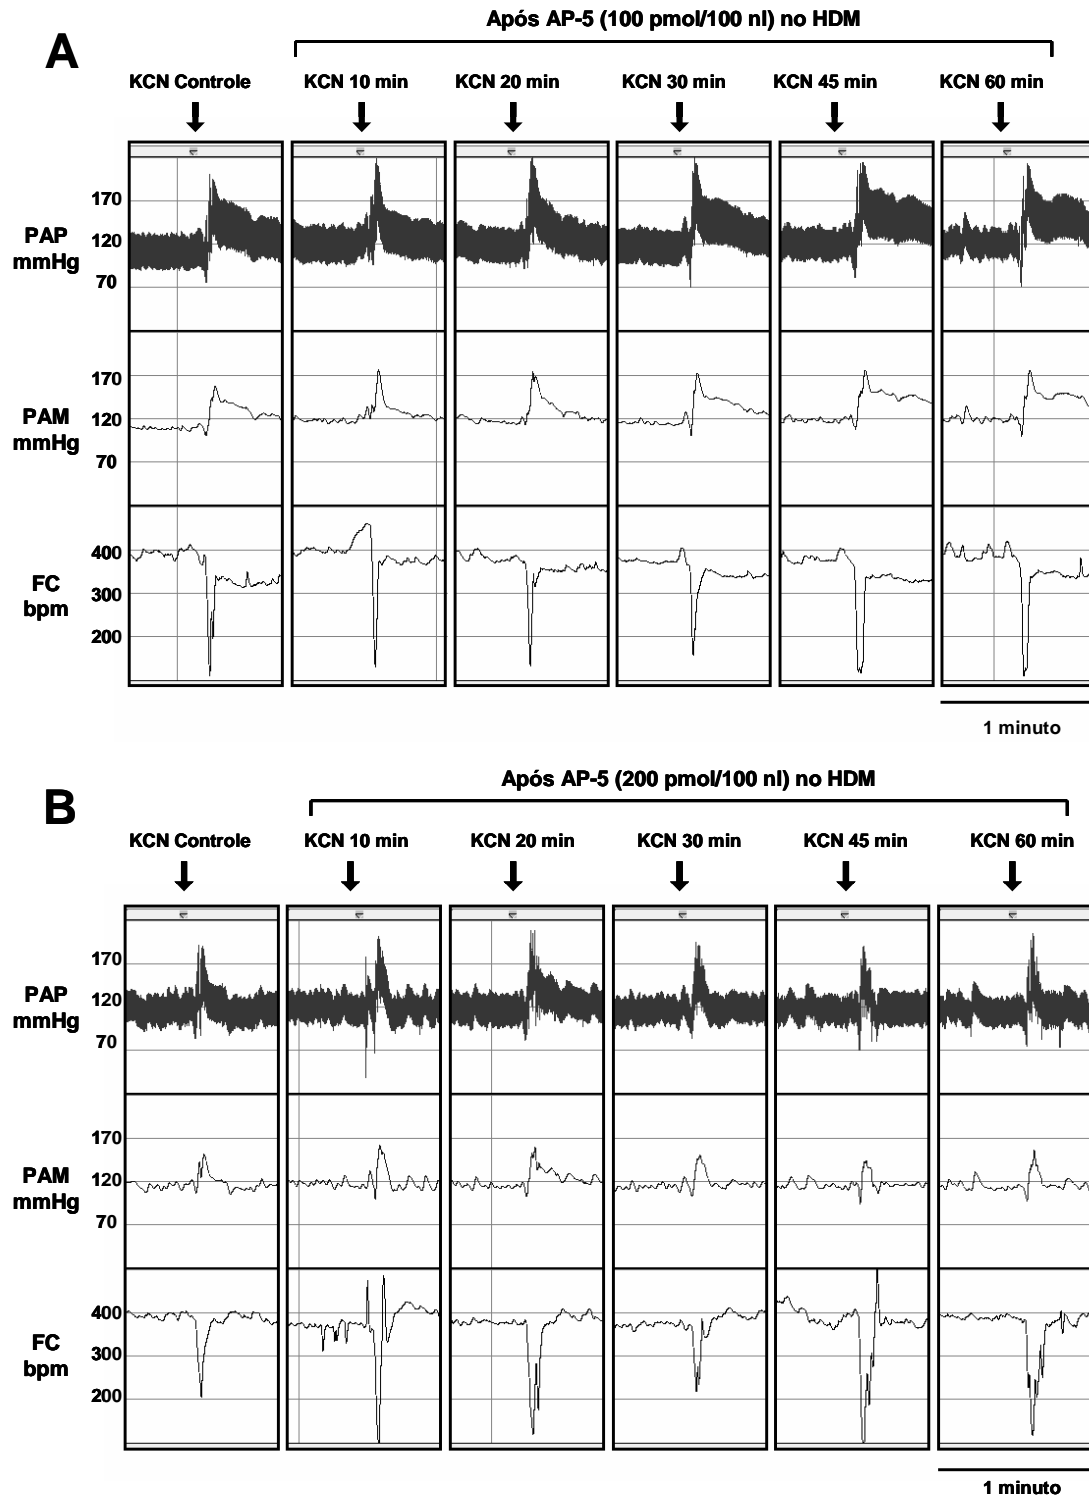 Após AP-5 (100 pmol/100 nl) no HDM
A
KCN Controle KCN 10 min KCN 20 min KCN 30 min KCN 45 min KCN 60 min
170
PAP 120
mmHg
70
170
PAM 120
mmHg
70
400
FC 300
bpm
200
1 minuto
Após AP-5 (200 pmol/100 nl) no HDM
B
KCN Controle KCN 10 min KCN 20 min KCN 30 min KCN 45 min KCN 60 min
170
PAP 120
mmHg
70
170
PAM 120
mmHg
70
400
FC 300
bpm
200
1 minuto